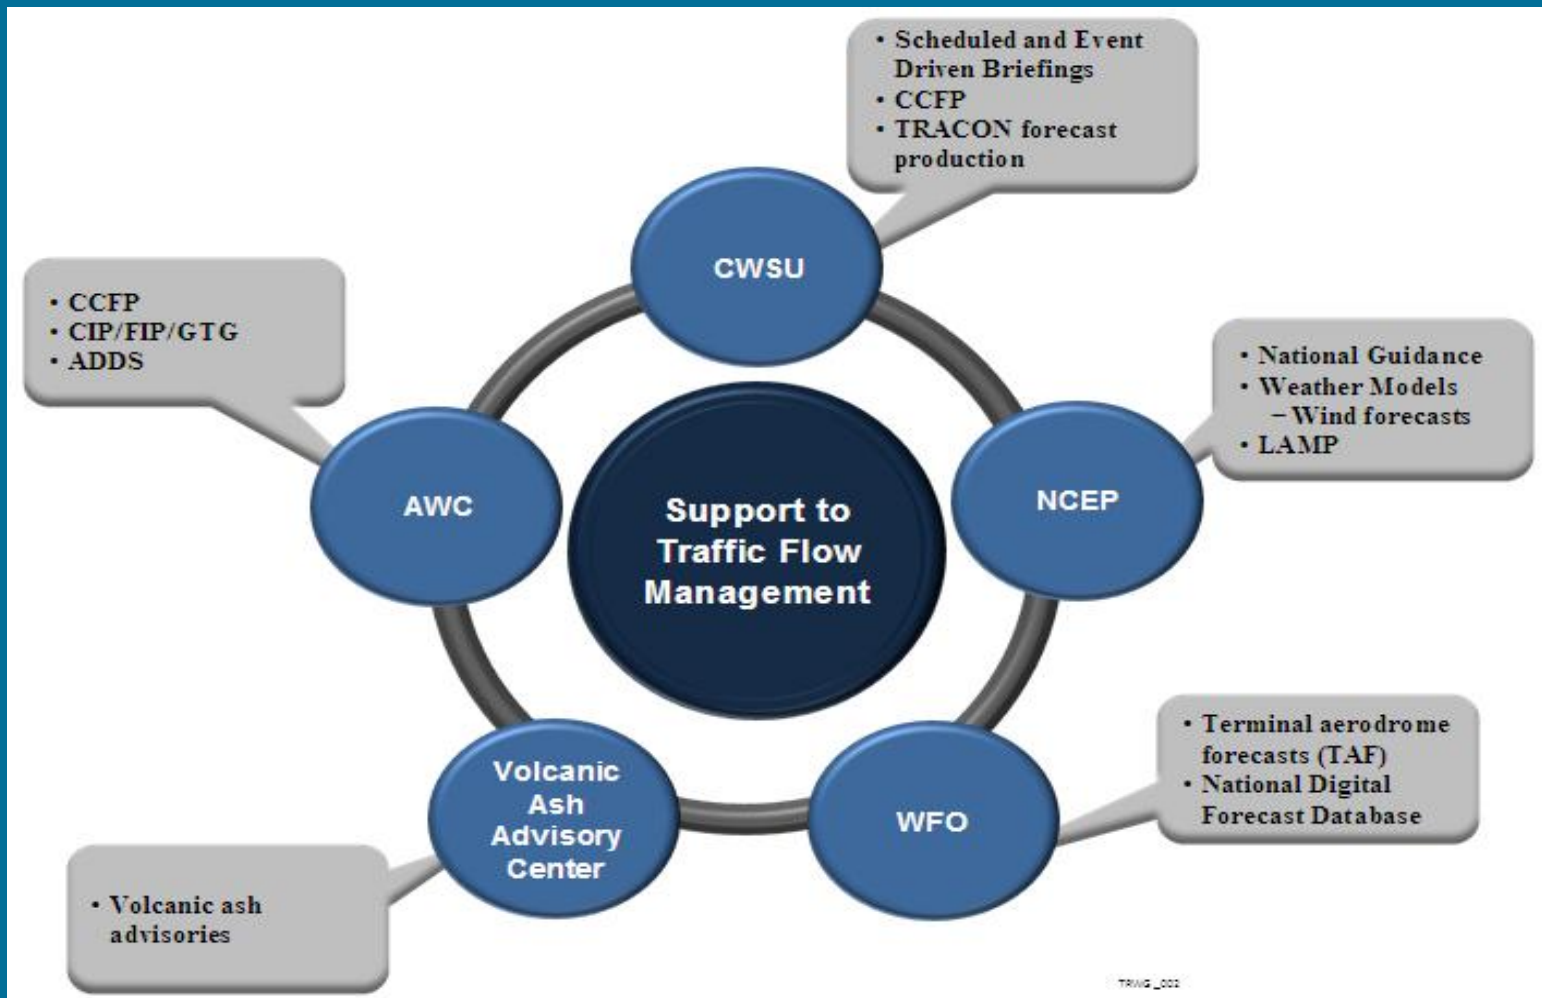 • Scheduled and Event
Driven Briefings
• CCFP
• TRACON forecast
production
CWSU
• CCFP
• CIP/FIP/GTG
• ADDS
AWC
• National Guidance
• Weather Models
– Wind forecasts
• LAMP
NCEP
Support to
Traffic Flow
Management
• Terminal aerodrome
forecasts (TAF)
• National Digital
Forecast Database
WFO
Volcanic
Ash
Advisory
Center
• Volcanic ash
advisories
TRWG_002